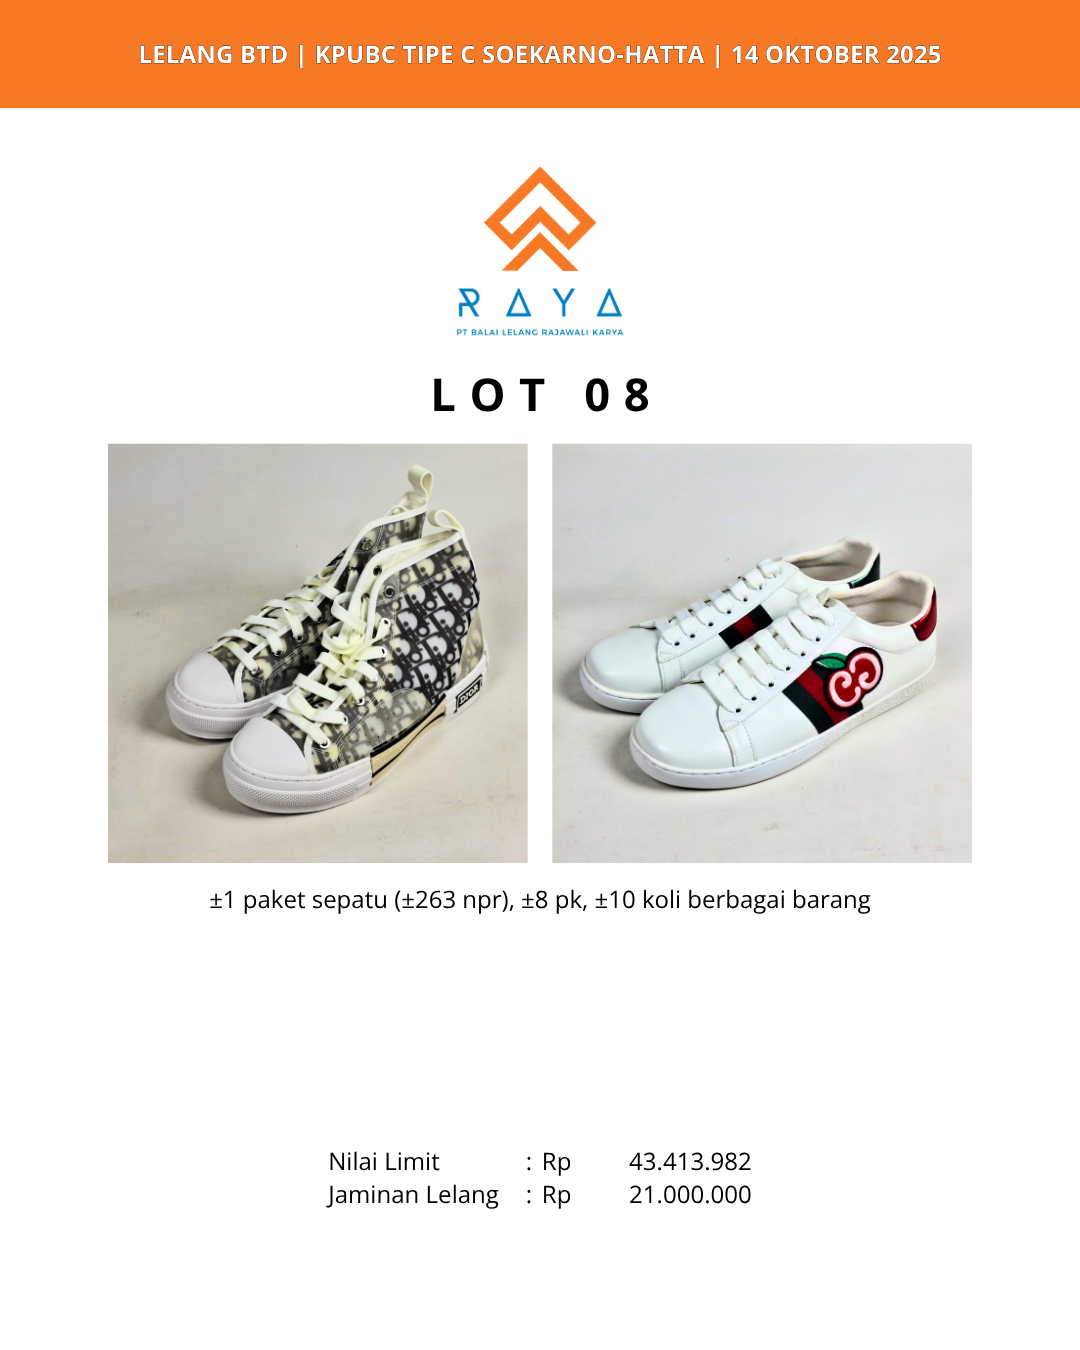 LELANG BTD | KPUBC TIPE C SOEKARNO-HATTA | 14 OKTOBER 2025
RAYA
PT BALAI LELANG RAJAWALI KARYA
LOT 08
DIOR
±1 paket sepatu (±263 npr), ±8 pk, ±10 koli berbagai barang
Nilai Limit : Rp 43.413.982
Jaminan Lelang : Rp 21.000.000